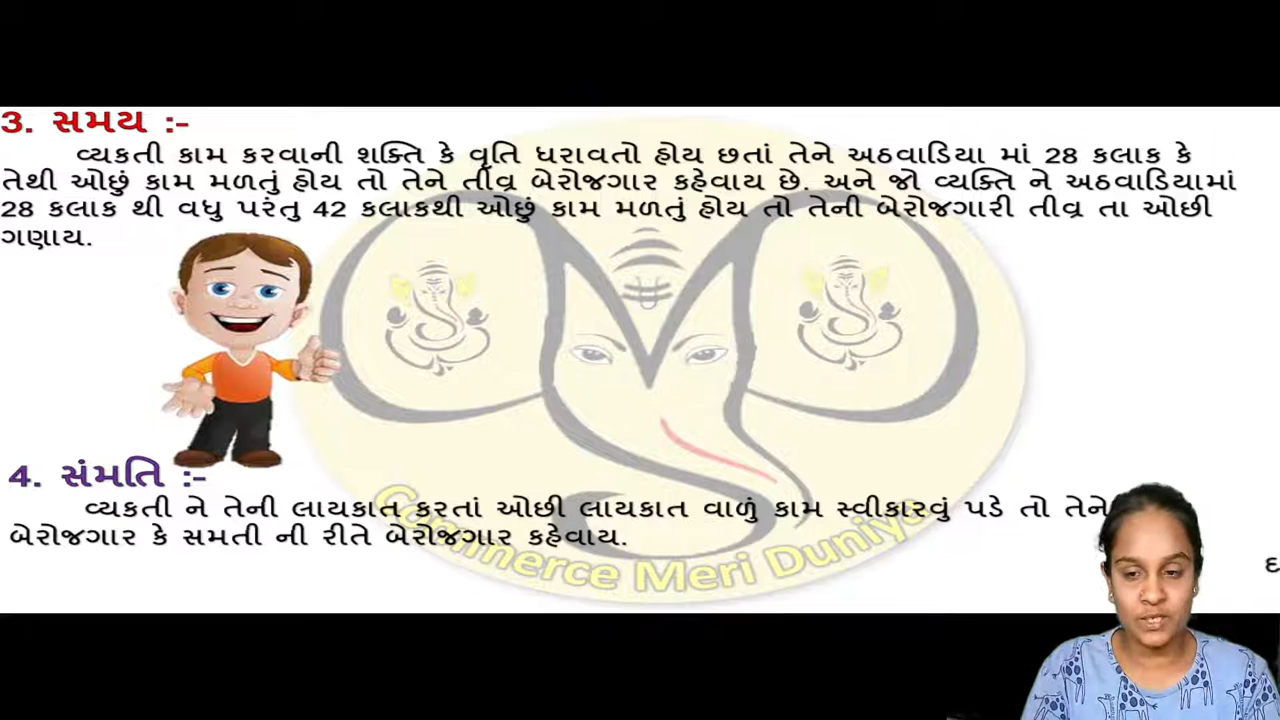 3. સમય :-
વ્યકતી કામ કરવાની શક્તિ કે વૃતિ ધરાવતો હોય છતાં તેને અઠવાડિયા માં 28 કલાક કે
તેથી ઓછું કામ મળતું હોય તો તેને તીવ્ર બેરોજગાર કહેવાય છે. અને જો વ્યક્તિ ને અઠવાડિયામાં
28 કલાક થી વધુ પરંતુ 42 કલાકથી ઓછું કામ મળતું હોય તો તેની બેરોજગારી તીવ્ર તા ઓછી
ગણાય.
4. સંમતિ :-
વ્યકતી ને તેની લાયકાત કરતાં ઓછી લાયકાત વાળું કામ સ્વીકારવું પડે તો તેને
બેરોજગાર કે સમતી ની રીતે બેરોજગાર કહેવાય.
Commerce Meri Duniya